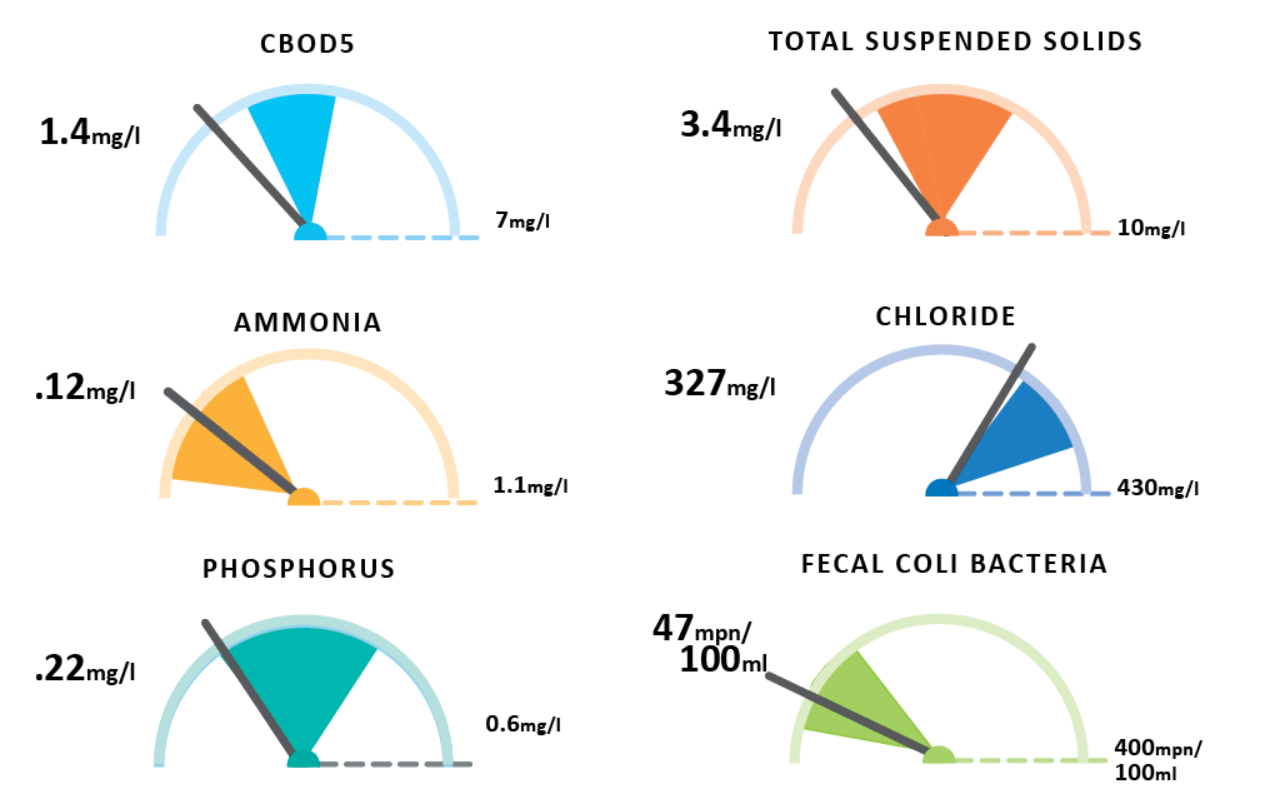 CBOD5
1.4mg/l
7mg/l
TOTAL SUSPENDED SOLIDS
3.4mg/l
10mg/l
AMMONIA
.12mg/l
1.1mg/l
CHLORIDE
327mg/l
430mg/l
PHOSPHORUS
.22mg/l
0.6mg/l
FECAL COLI BACTERIA
47mpn/
100ml
400mpn/
100ml